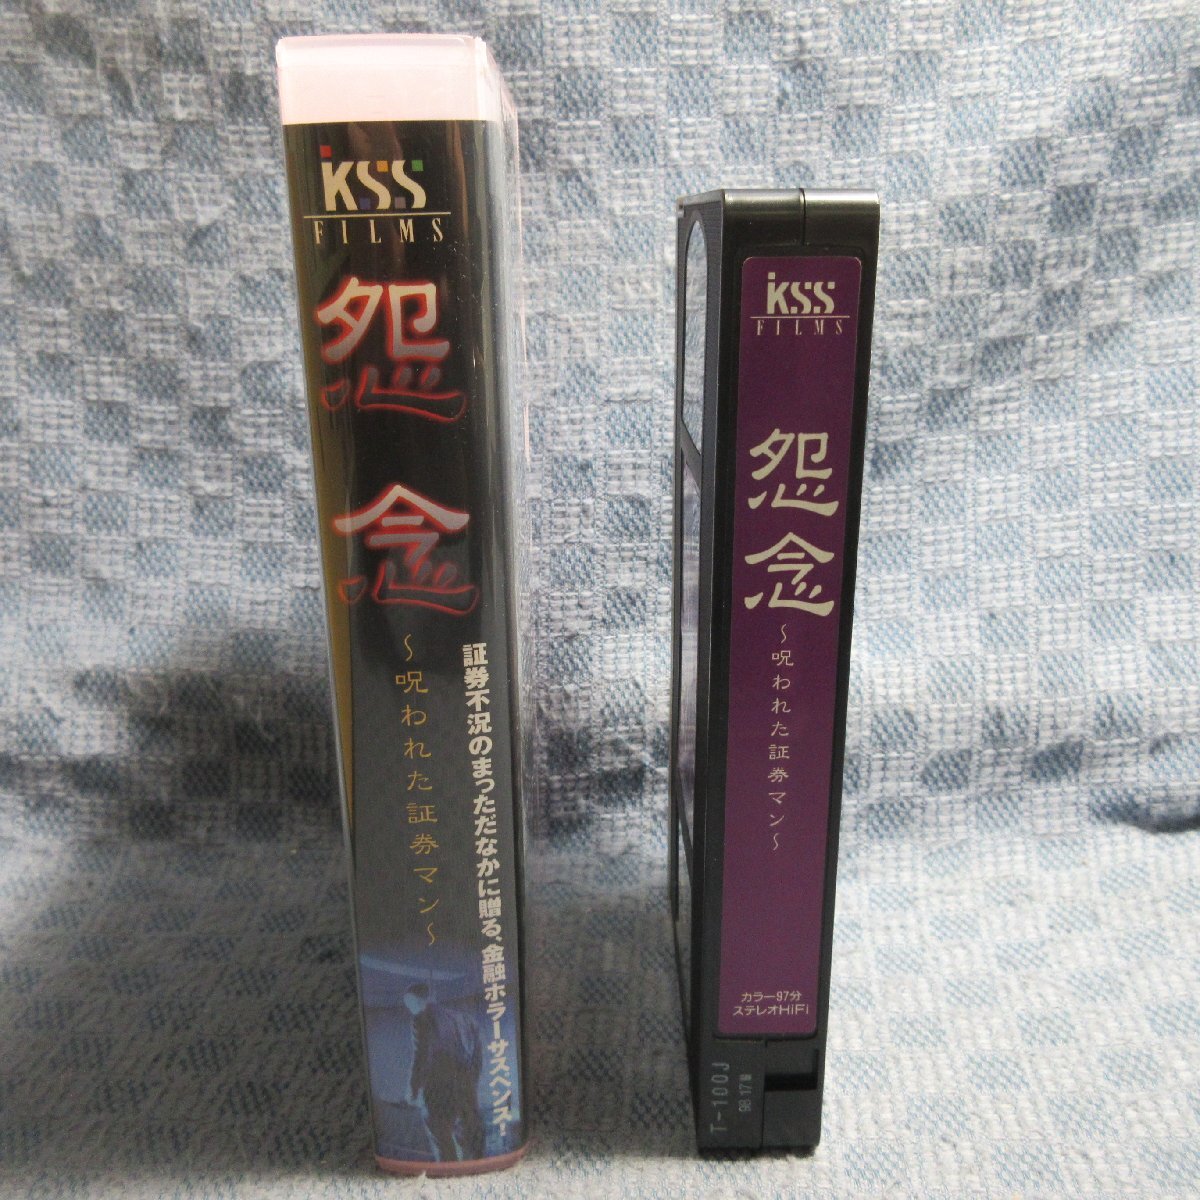 KSS
FILMS
怨念
～呪われた証券マン～
証券不況のまっただなかに贈る、金融ホラーサスペンス！
KSS
FILMS
怨念
～呪われた証券マン～
カラー97分
ステレオHiFi
T-100J